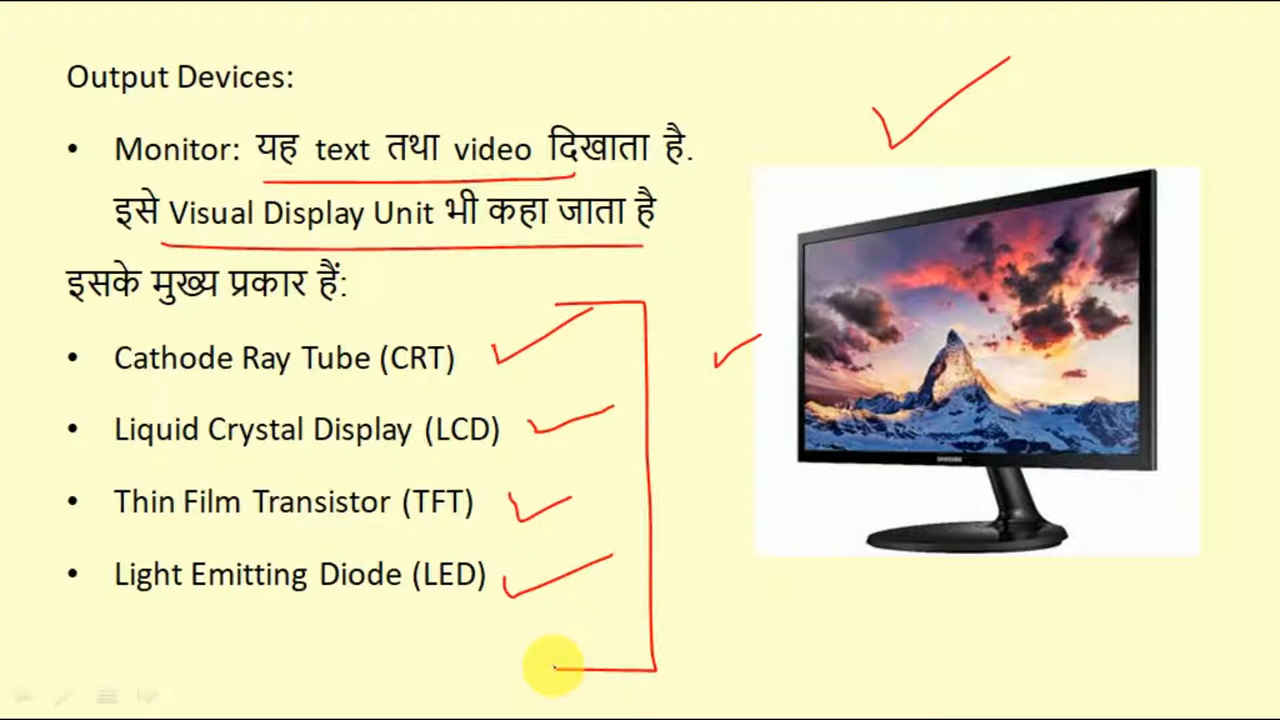 Output Devices:
• Monitor: यह text तथा video दिखाता है.
इसे Visual Display Unit भी कहा जाता है
इसके मुख्य प्रकार हैं:
• Cathode Ray Tube (CRT)
• Liquid Crystal Display (LCD)
• Thin Film Transistor (TFT)
• Light Emitting Diode (LED)
SAMSUNG